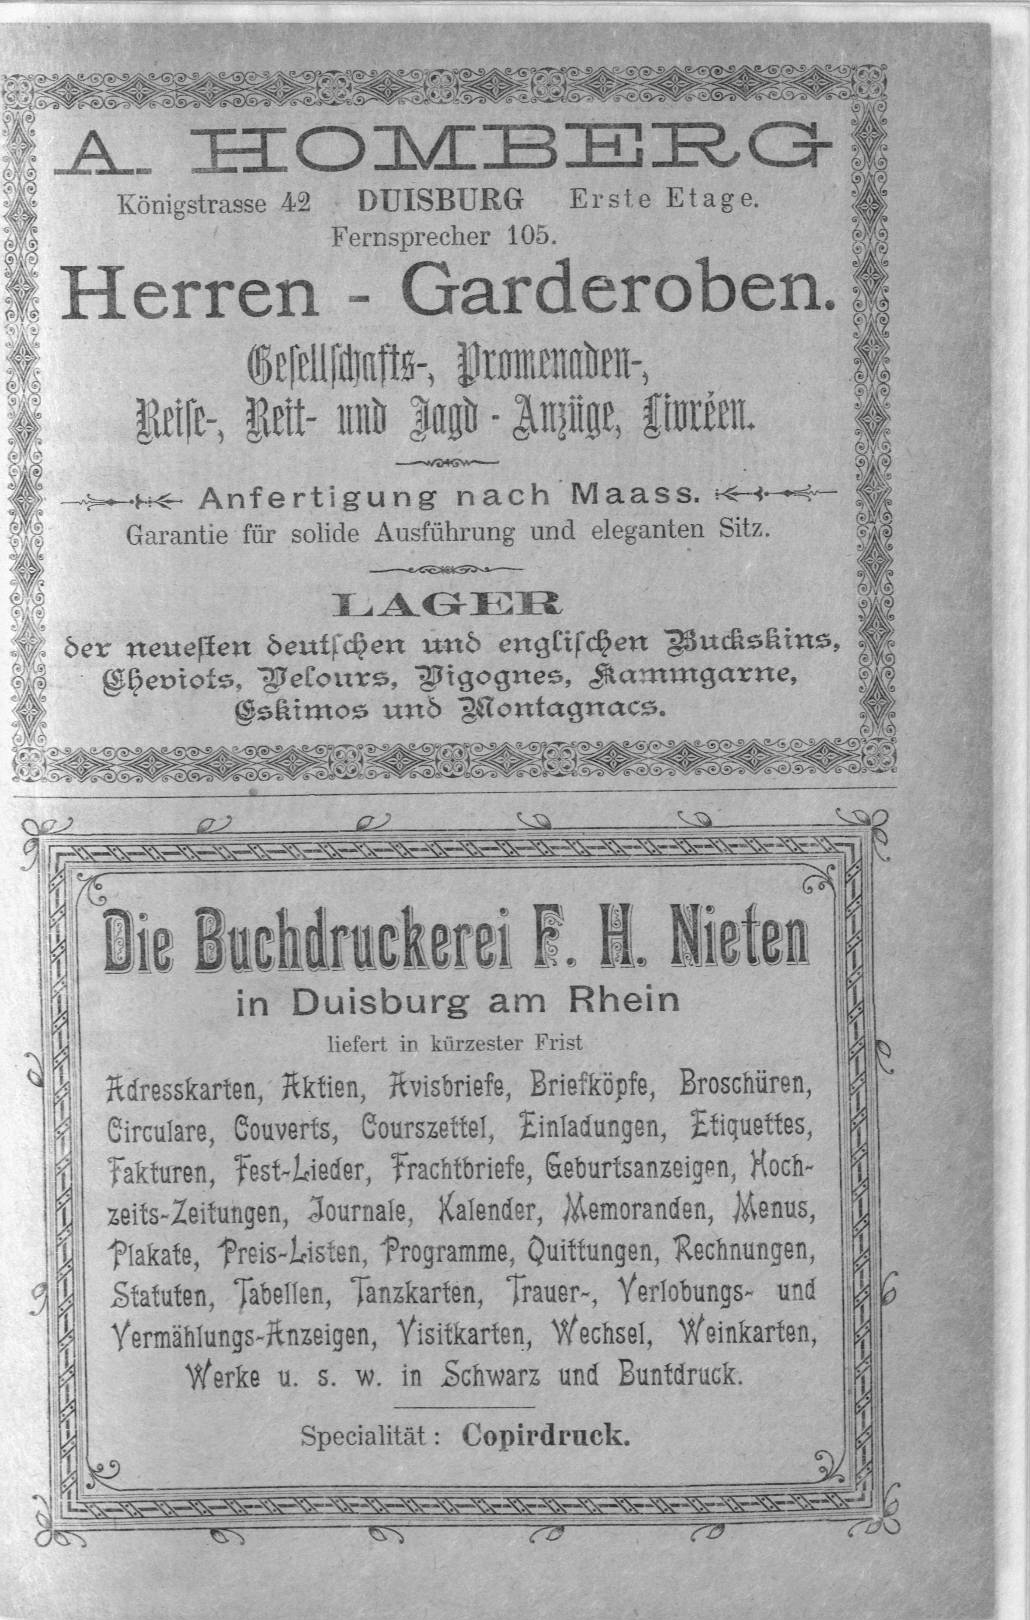 A. HOMBERG
Königstrasse 42 DUISBURG Erste Etage.
Fernsprecher 105.
Herren - Garderoben.
Gesellschafts-, Promenaden-,
Reise-, Reit- und Jagd - Anzüge, Livréen.
Anfertigung nach Maass.
Garantie für solide Ausführung und eleganten Sitz.
LAGER
der neuesten deutschen und englischen Buckskins,
Cheviots, Velours, Vigognes, Kammgarne,
Eskimos und Montagnacs.
Die Buchdruckerei F. H. Nieten
in Duisburg am Rhein
liefert in kürzester Frist
Adresskarten, Aktien, Avisbriefe, Briefköpfe, Broschüren,
Circulare, Couverts, Courszettel, Einladungen, Etiquettes,
Fakturen, Fest-Lieder, Frachtbriefe, Geburtsanzeigen, Hoch-
zeits-Zeitungen, Journale, Kalender, Memoranden, Menus,
Plakate, Preis-Listen, Programme, Quittungen, Rechnungen,
Statuten, Tabellen, Tanzkarten, Trauer-, Verlobungs- und
Vermählungs-Anzeigen, Visitkarten, Wechsel, Weinkarten,
Werke u. s. w. in Schwarz und Buntdruck.
Specialität: Copirdruck.